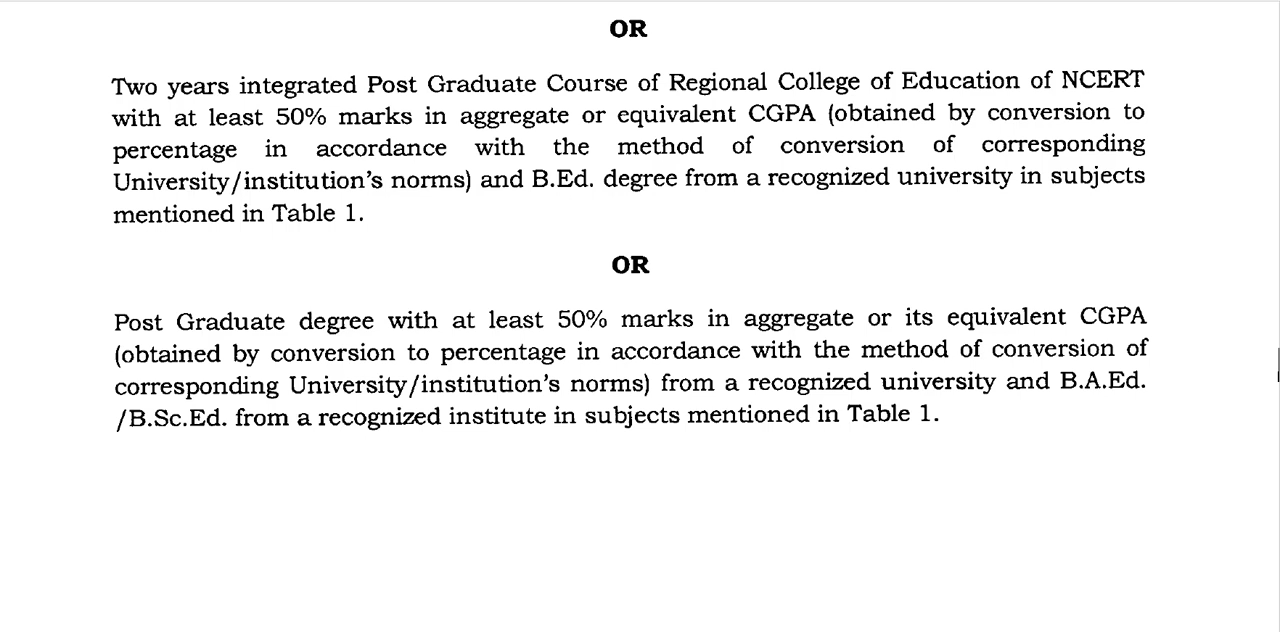 OR
Two years integrated Post Graduate Course of Regional College of Education of NCERT
with at least 50% marks in aggregate or equivalent CGPA (obtained by conversion to
percentage in accordance with the method of conversion of corresponding
University/institution's norms) and B.Ed. degree from a recognized university in subjects
mentioned in Table 1.
OR
Post Graduate degree with at least 50% marks in aggregate or its equivalent CGPA
(obtained by conversion to percentage in accordance with the method of conversion of
corresponding University/institution's norms) from a recognized university and B.A.Ed.
/B.Sc.Ed. from a recognized institute in subjects mentioned in Table 1.